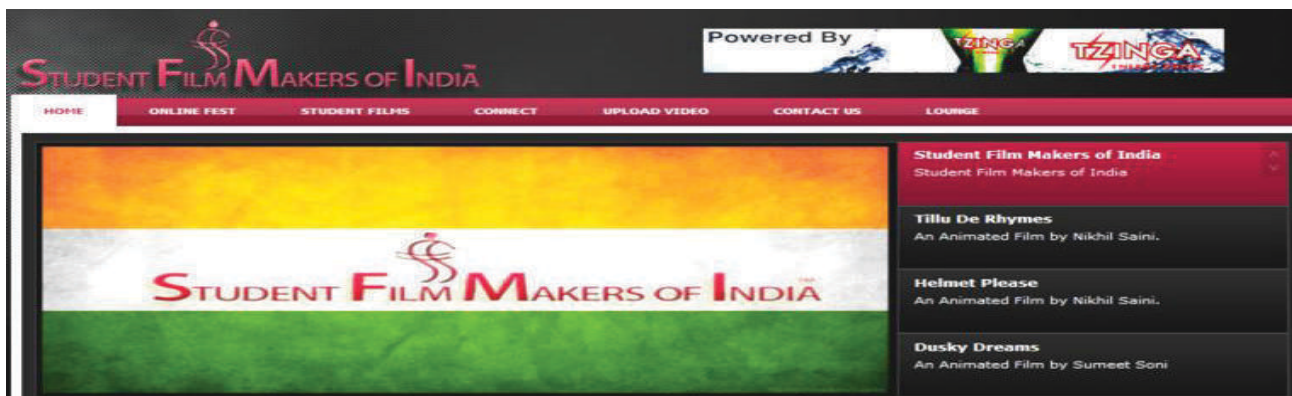 Powered By
TZINGA
TZINGA
ENERGY DRINK
STUDENT FILM MAKERS OF INDIA
HOME
ONLINE FEST
STUDENT FILMS
CONNECT
UPLOAD VIDEO
CONTACT US
LOUNGE
STUDENT FILM MAKERS OF INDIA
Student Film Makers of India
Student Film Makers of India
Tillu De Rhymes
An Animated Film by Nikhil Saini.
Helmet Please
An Animated Film by Nikhil Saini.
Dusky Dreams
An Animated Film by Sumeet Soni